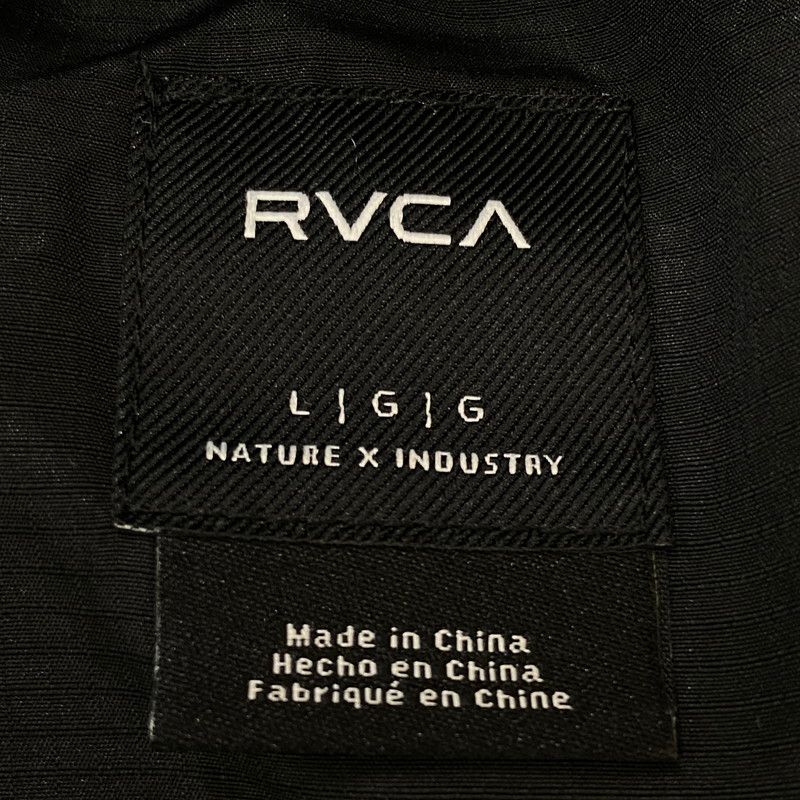 RVCA
L | G | G
NATURE X INDUSTRY
Made in China
Hecho en China
Fabriqué en Chine